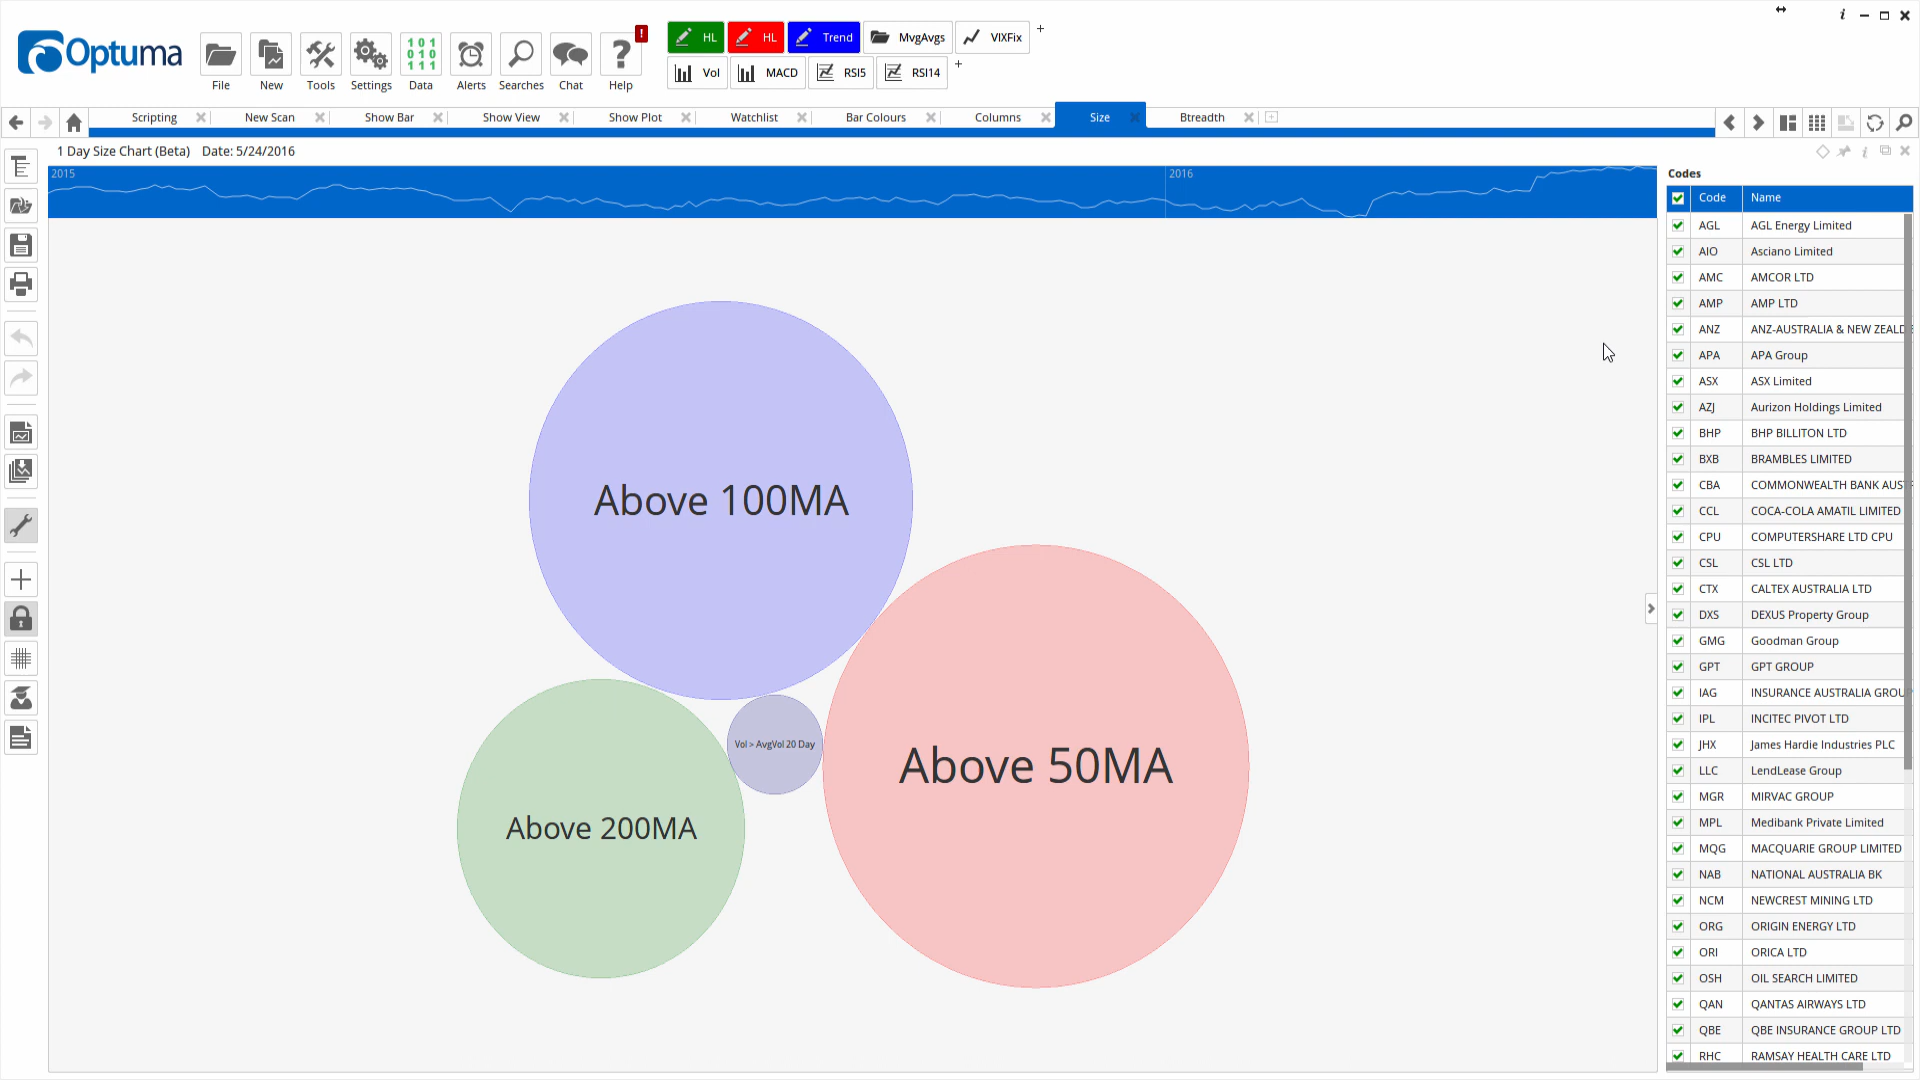 Optuma
File
New
Tools
Settings
101
010
111
Data
Alerts
Searches
Chat
?
Help
!
HL
HL
Trend
MvgAvgs
VIXFix
+
Vol
MACD
RSI5
RSI14
+
Scripting
New Scan
Show Bar
Show View
Show Plot
Watchlist
Bar Colours
Columns
Size
Btreadth
1 Day Size Chart (Beta) Date: 5/24/2016
2015
2016
Above 100MA
Vol > AvgVol 20 Day
Above 50MA
Above 200MA
Codes
Code Name
AGL AGL Energy Limited
AIO Asciano Limited
AMC AMCOR LTD
AMP AMP LTD
ANZ ANZ-AUSTRALIA & NEW ZEALD
APA APA Group
ASX ASX Limited
AZJ Aurizon Holdings Limited
BHP BHP BILLITON LTD
BXB BRAMBLES LIMITED
CBA COMMONWEALTH BANK AUST
CCL COCA-COLA AMATIL LIMITED
CPU COMPUTERSHARE LTD CPU
CSL CSL LTD
CTX CALTEX AUSTRALIA LTD
DXS DEXUS Property Group
GMG Goodman Group
GPT GPT GROUP
IAG INSURANCE AUSTRALIA GROUP
IPL INCITEC PIVOT LTD
JHX James Hardie Industries PLC
LLC LendLease Group
MGR MIRVAC GROUP
MPL Medibank Private Limited
MQG MACQUARIE GROUP LIMITED
NAB NATIONAL AUSTRALIA BK
NCM NEWCREST MINING LTD
ORG ORIGIN ENERGY LTD
ORI ORICA LTD
OSH OIL SEARCH LIMITED
QAN QANTAS AIRWAYS LTD
QBE QBE INSURANCE GROUP LTD
RHC RAMSAY HEALTH CARE LTD